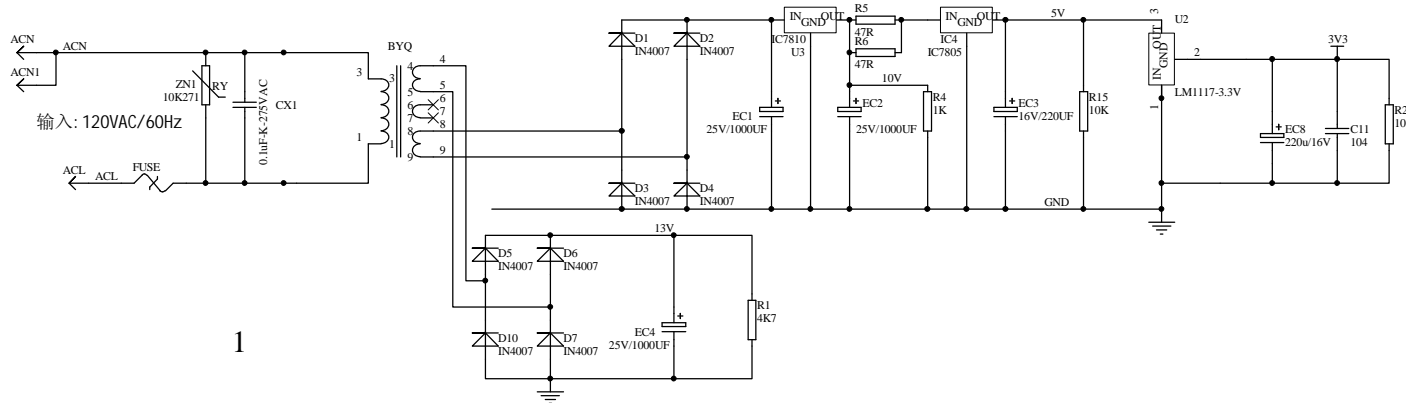 ACN
ACN
ACN1
ZN1
RY
10K271
CX1
0.1uF-K-275VAC
输入: 120VAC/60Hz
ACL
ACL
FUSE
BYQ
3
3
1
1
4
4
5
5
6
6
7
7
8
8
9
9
D1
IN4007
D2
IN4007
D3
IN4007
D4
IN4007
EC1
25V/1000UF
IN
GND
OUT
IC7810
U3
R5
47R
R6
47R
10V
EC2
25V/1000UF
R4
1K
IN
GND
OUT
IC4
IC7805
5V
EC3
16V/220UF
R15
10K
GND
3
U2
OUT
GND
IN
2
1
LM1117-3.3V
3V3
EC8
220u/16V
C11
104
13V
D5
IN4007
D6
IN4007
D10
IN4007
D7
IN4007
EC4
25V/1000UF
R1
4K7
1